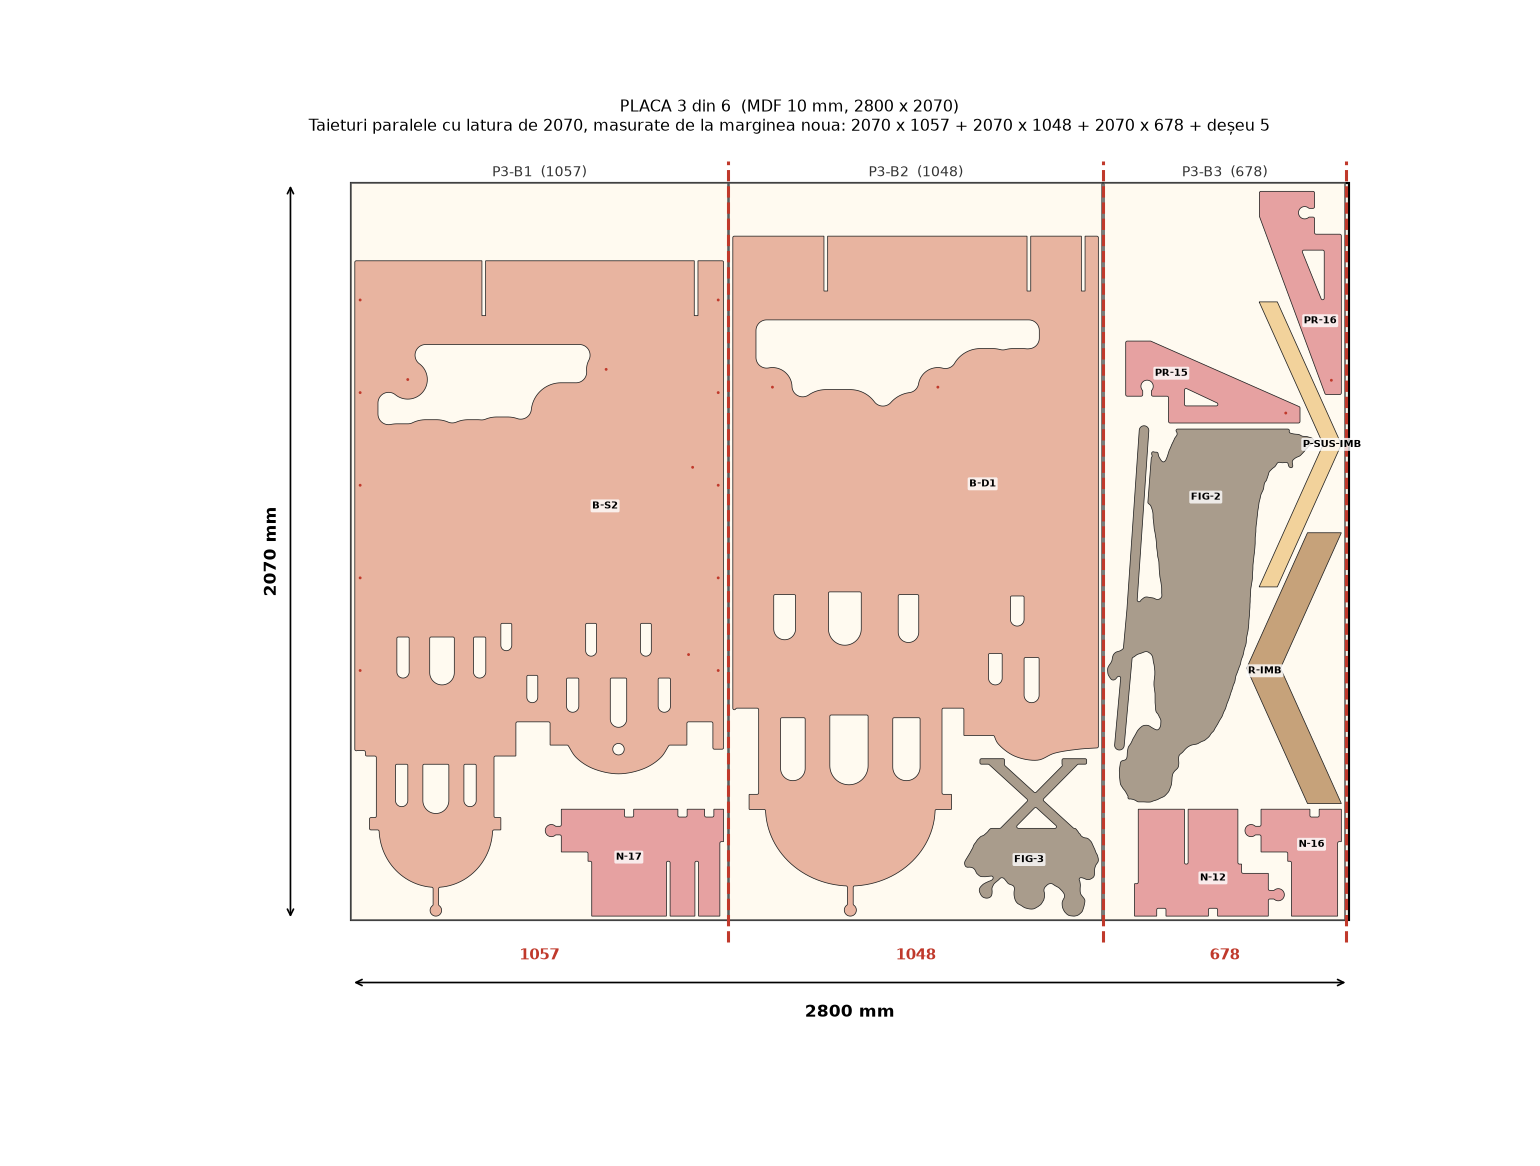 PLACA 3 din 6 (MDF 10 mm, 2800 x 2070)
Taieturi paralele cu latura de 2070, masurate de la marginea noua: 2070 x 1057 + 2070 x 1048 + 2070 x 678 + deșeu 5
P3-B1 (1057)
P3-B2 (1048)
P3-B3 (678)
PR-16
PR-15
P-SUS-IMB
B-D1
FIG-2
B-S2
2070 mm
R-IMB
N-16
N-17
FIG-3
N-12
1057
1048
678
2800 mm